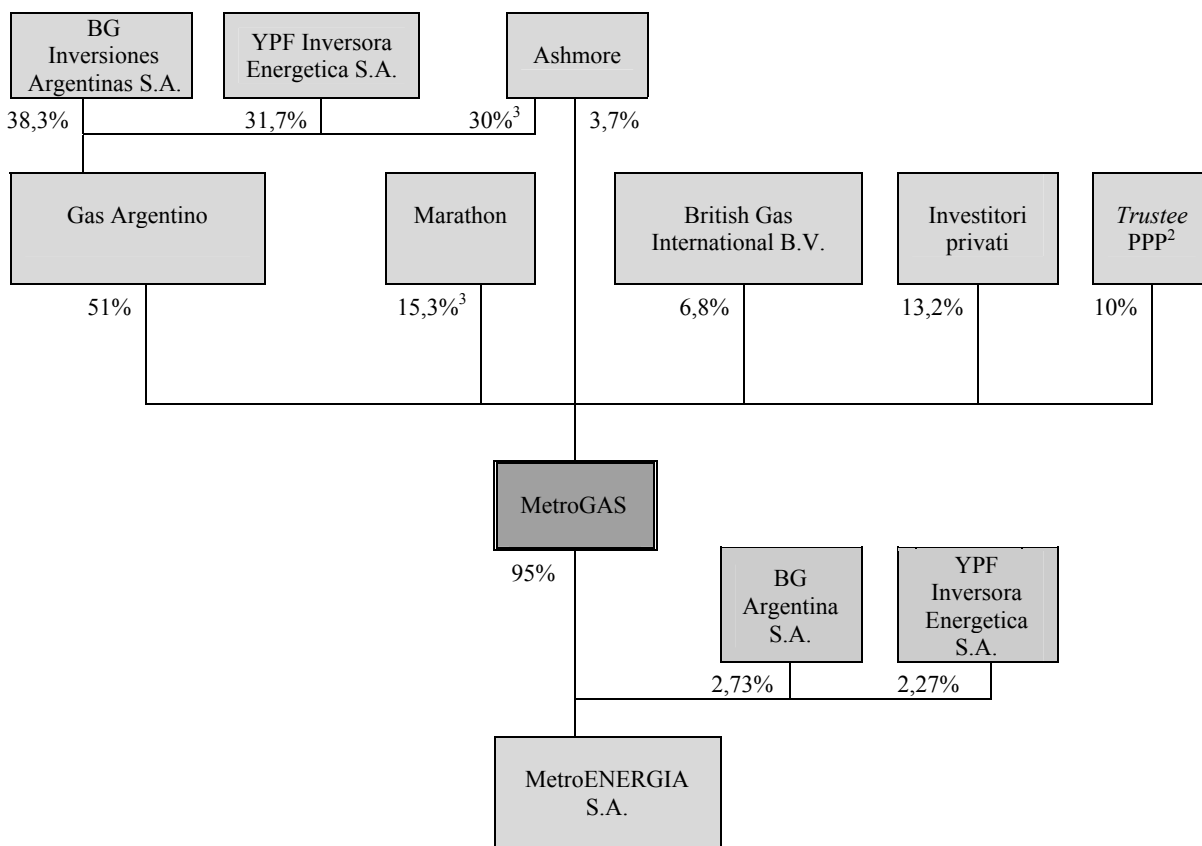 BG
Inversiones
Argentinas S.A.
YPF Inversora
Energetica S.A.
Ashmore
38,3%
31,7%
30%³
3,7%
Gas Argentino
Marathon
British Gas
International B.V.
Investitori
privati
Trustee
PPP²
51%
15,3%³
6,8%
13,2%
10%
MetroGAS
95%
BG
Argentina
S.A.
YPF
Inversora
Energetica
S.A.
2,73%
2,27%
MetroENERGIA
S.A.